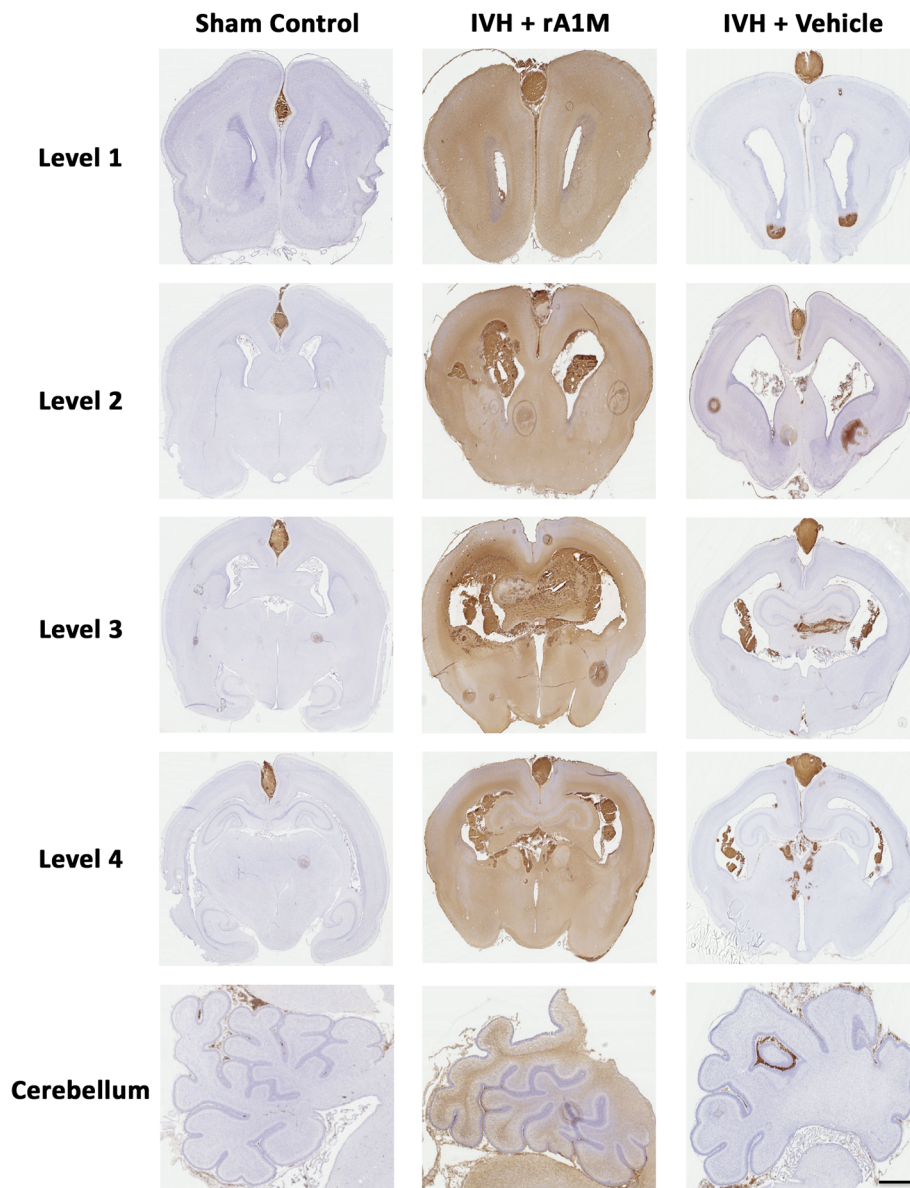 Sham Control IVH + rA1M IVH + Vehicle
Level 1
Level 2
Level 3
Level 4
Cerebellum